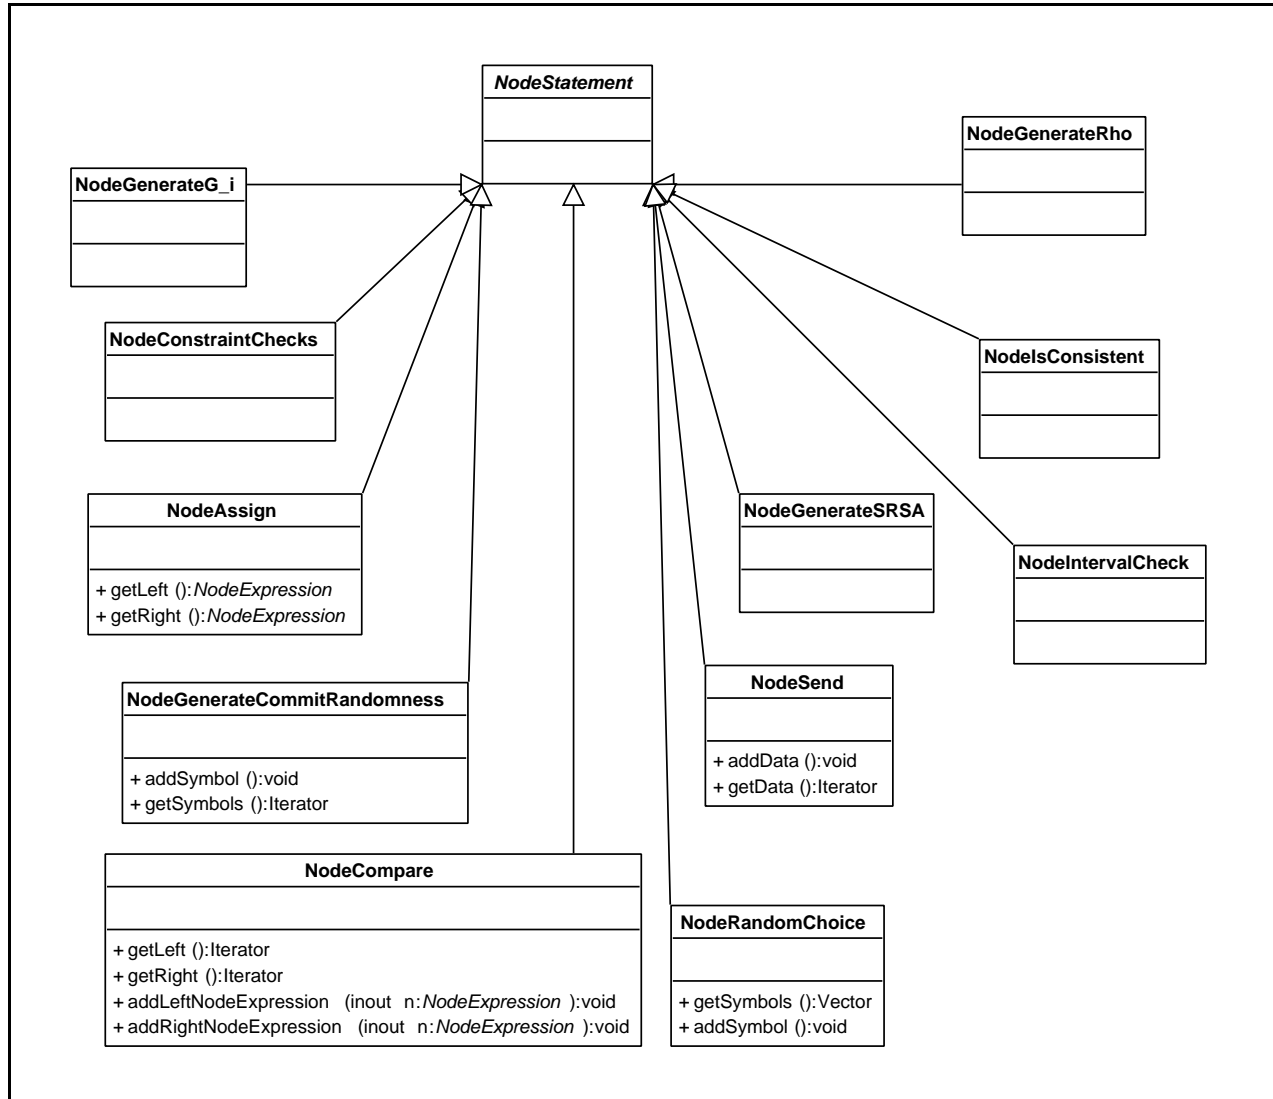 NodeStatement
NodeGenerateRho
NodeGenerateG_i
NodeConstraintChecks
NodeIsConsistent
NodeAssign
+ getLeft ():NodeExpression
+ getRight ():NodeExpression
NodeGenerateSRSA
NodeIntervalCheck
NodeGenerateCommitRandomness
+ addSymbol ():void
+ getSymbols ():Iterator
NodeSend
+ addData ():void
+ getData ():Iterator
NodeCompare
+ getLeft ():Iterator
+ getRight ():Iterator
+ addLeftNodeExpression (inout n:NodeExpression ):void
+ addRightNodeExpression (inout n:NodeExpression ):void
NodeRandomChoice
+ getSymbols ():Vector
+ addSymbol ():void